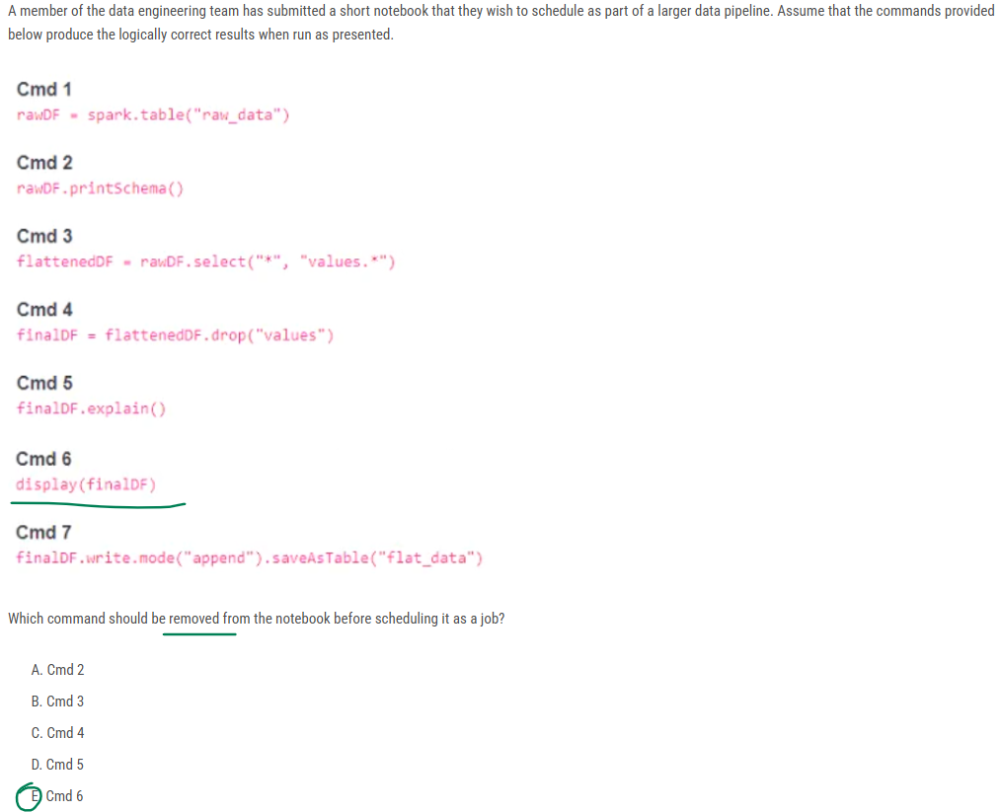 A member of the data engineering team has submitted a short notebook that they wish to schedule as part of a larger data pipeline. Assume that the commands provided
below produce the logically correct results when run as presented.
Cmd 1
rawDF = spark.table("raw_data")
Cmd 2
rawDF.printSchema()
Cmd 3
flattenedDF = rawDF.select("*", "values.*")
Cmd 4
finalDF = flattenedDF.drop("values")
Cmd 5
finalDF.explain()
Cmd 6
display(finalDF)
Cmd 7
finalDF.write.mode("append").saveAsTable("flat_data")
Which command should be removed from the notebook before scheduling it as a job?
A. Cmd 2
B. Cmd 3
C. Cmd 4
D. Cmd 5
E. Cmd 6